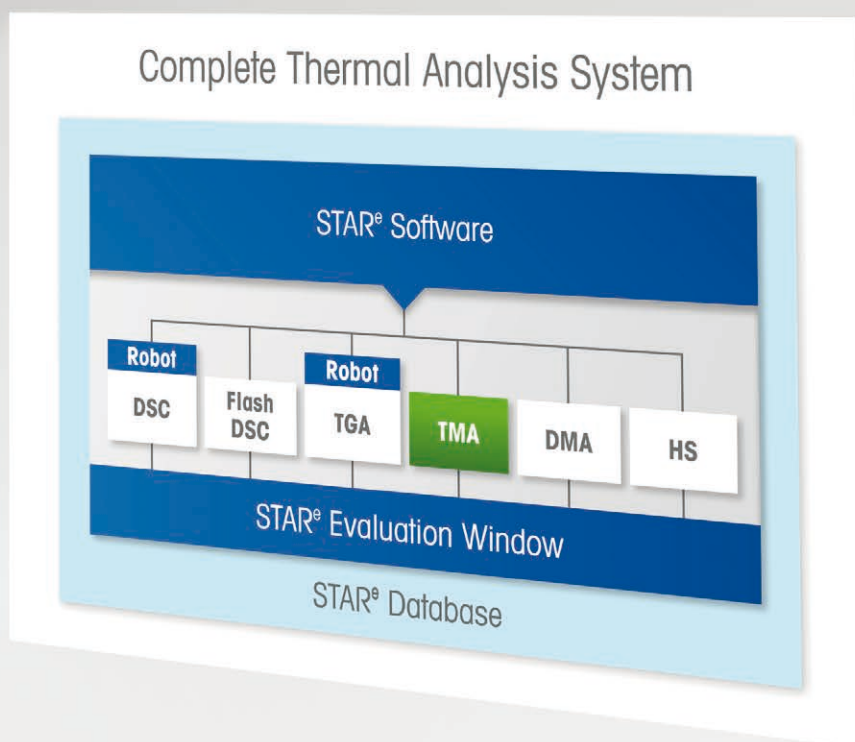 Complete Thermal Analysis System
STARᵉ Software
Robot
DSC
Flash
DSC
Robot
TGA
TMA
DMA
HS
STARᵉ Evaluation Window
STARᵉ Database